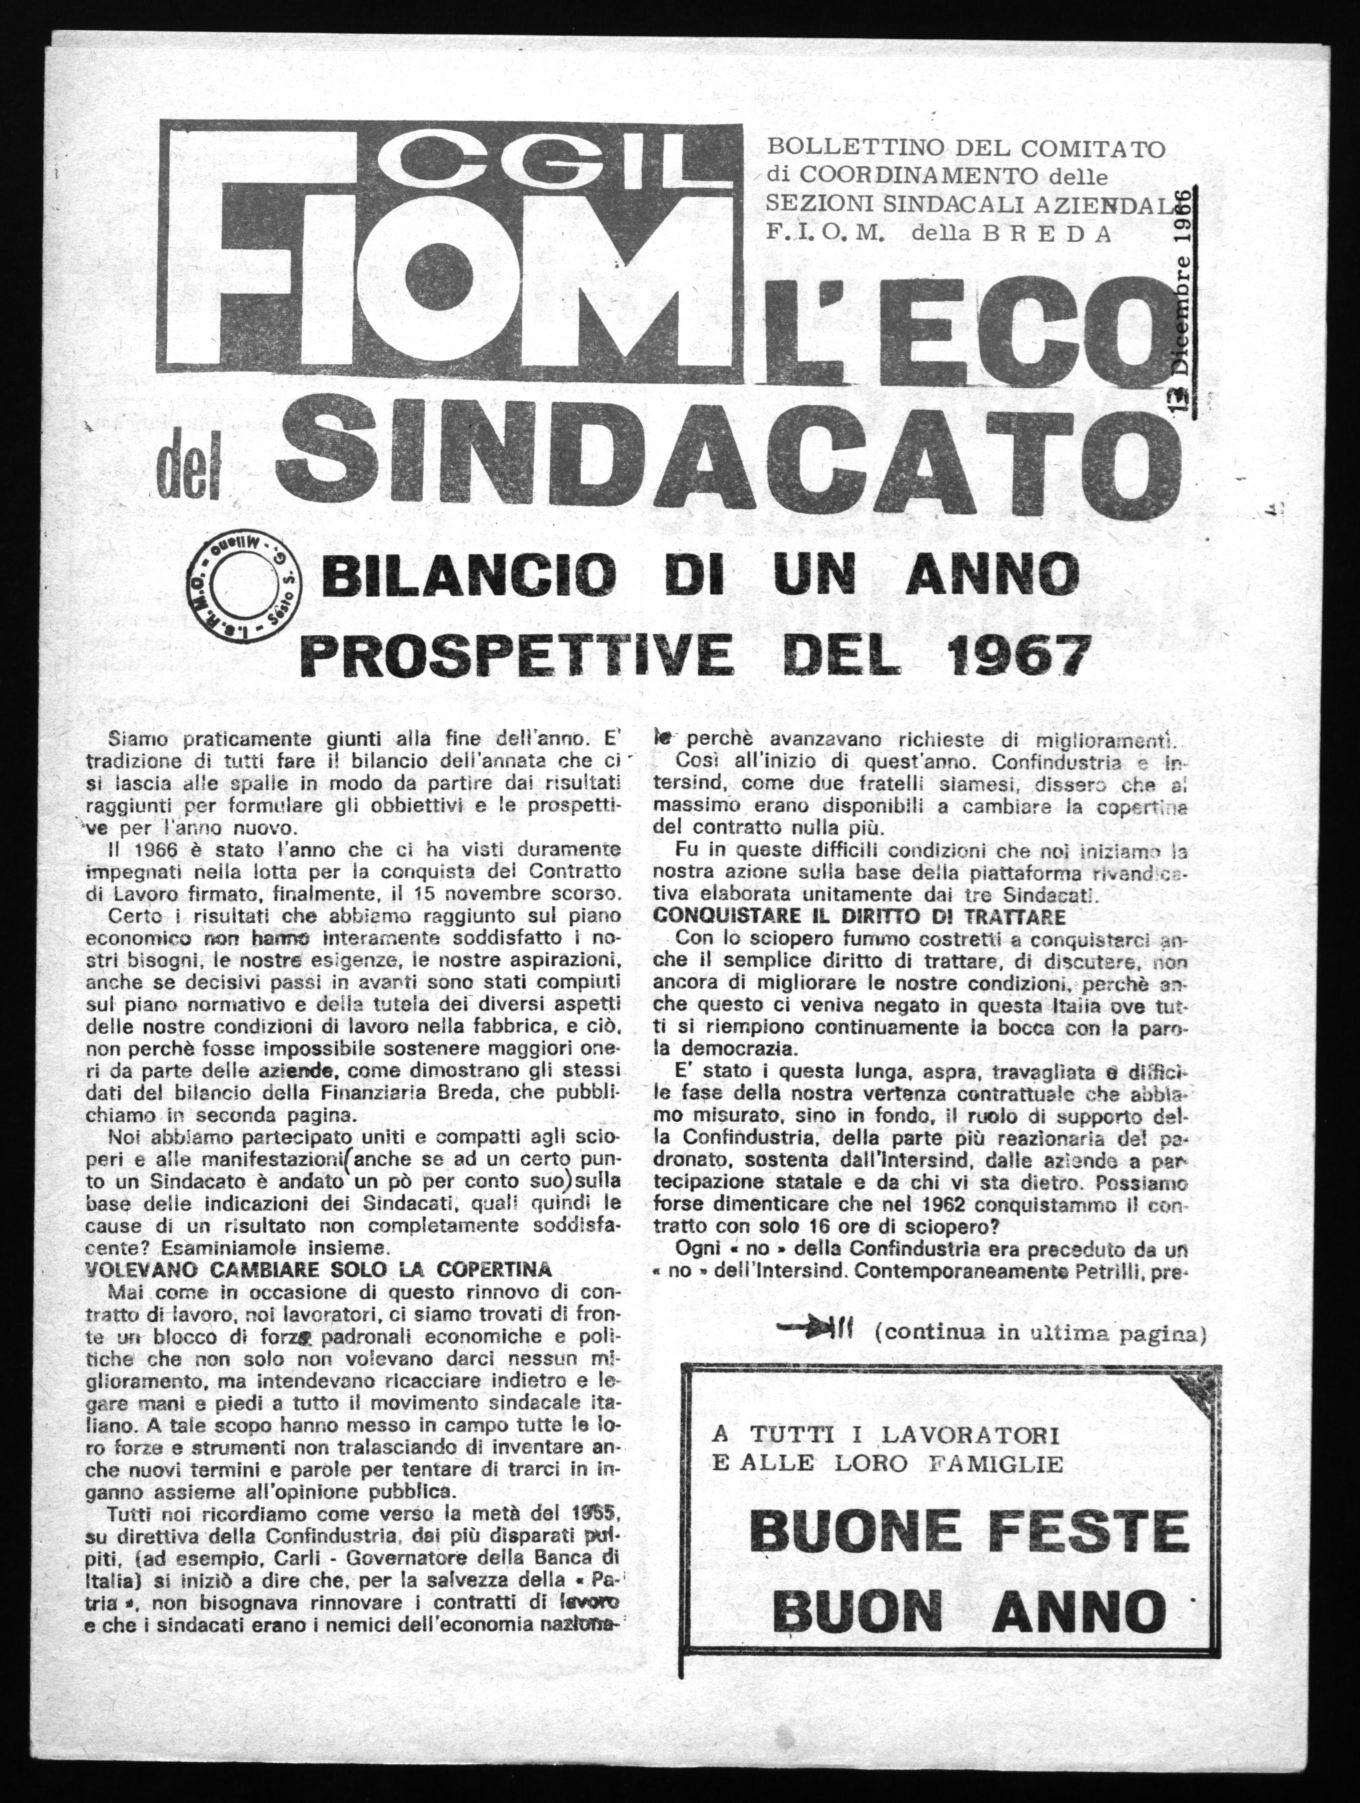 CGIL
FIOM
BOLLETTINO DEL COMITATO
di COORDINAMENTO delle
SEZIONI SINDACALI AZIENDALI
F.I.O.M. della BREDA
Dicembre 1966
L'ECO
del SINDACATO
I.S.R.M.O. - Sesto S. G. - Milano -
BILANCIO DI UN ANNO
PROSPETTIVE DEL 1967
Siamo praticamente giunti alla fine dell'anno. E'
tradizione di tutti fare il bilancio dell'annata che ci
si lascia alle spalle in modo da partire dai risultati
raggiunti per formulare gli obbiettivi e le prospetti-
ve per l'anno nuovo.
Il 1966 è stato l'anno che ci ha visti duramente
impegnati nella lotta per la conquista del Contratto
di Lavoro firmato, finalmente, il 15 novembre scorso.
Certo i risultati che abbiamo raggiunto sul piano
economico non hanno interamente soddisfatto i no-
stri bisogni, le nostre esigenze, le nostre aspirazioni,
anche se decisivi passi in avanti sono stati compiuti
sul piano normativo e della tutela dei diversi aspetti
delle nostre condizioni di lavoro nella fabbrica, e ciò,
non perchè fosse impossibile sostenere maggiori one-
ri da parte delle aziende, come dimostrano gli stessi
dati del bilancio della Finanziaria Breda, che pubbli-
chiamo in seconda pagina.
Noi abbiamo partecipato uniti e compatti agli scio-
peri e alle manifestazioni(anche se ad un certo pun-
to un Sindacato è andato un pò per conto suo)sulla
base delle indicazioni dei Sindacati, quali quindi le
cause di un risultato non completamente soddisfa-
cente? Esaminiamole insieme.
VOLEVANO CAMBIARE SOLO LA COPERTINA
Mai come in occasione di questo rinnovo di con-
tratto di lavoro, noi lavoratori, ci siamo trovati di fron-
te un blocco di forze padronali economiche e poli-
tiche che non solo non volevano darci nessun mi-
glioramento, ma intendevano ricacciare indietro e le-
gare mani e piedi a tutto il movimento sindacale ita-
liano. A tale scopo hanno messo in campo tutte le lo-
ro forze e strumenti non tralasciando di inventare an-
che nuovi termini e parole per tentare di trarci in in-
ganno assieme all'opinione pubblica.
Tutti noi ricordiamo come verso la metà del 1965,
su direttiva della Confindustria, dai più disparati pul-
piti, (ad esempio, Carli - Governatore della Banca di
Italia) si iniziò a dire che, per la salvezza della « Pa-
tria », non bisognava rinnovare i contratti di lavoro
e che i sindacati erano i nemici dell'economia naziona-
le perchè avanzavano richieste di miglioramenti.
Così all'inizio di quest'anno. Confindustria e In-
tersind, come due fratelli siamesi, dissero che al
massimo erano disponibili a cambiare la copertina
del contratto nulla più.
Fu in queste difficili condizioni che noi iniziamo la
nostra azione sulla base della piattaforma rivandica-
tiva elaborata unitamente dai tre Sindacati.
CONQUISTARE IL DIRITTO DI TRATTARE
Con lo sciopero fummo costretti a conquistarci an-
che il semplice diritto di trattare, di discutere, non
ancora di migliorare le nostre condizioni, perchè an-
che questo ci veniva negato in questa Italia ove tut-
ti si riempiono continuamente la bocca con la paro-
la democrazia.
E' stato i questa lunga, aspra, travagliata e diffici-
le fase della nostra vertenza contrattuale che abbia-
mo misurato, sino in fondo, il ruolo di supporto del-
la Confindustria, della parte più reazionaria del pa-
dronato, sostenta dall'Intersind, dalle aziende a par-
tecipazione statale e da chi vi sta dietro. Possiamo
forse dimenticare che nel 1962 conquistammo il con-
tratto con solo 16 ore di sciopero?
Ogni « no » della Confindustria era preceduto da un
« no » dell'Intersind. Contemporaneamente Petrilli, pre-
(continua in ultima pagina)
A TUTTI I LAVORATORI
E ALLE LORO FAMIGLIE
BUONE FESTE
BUON ANNO